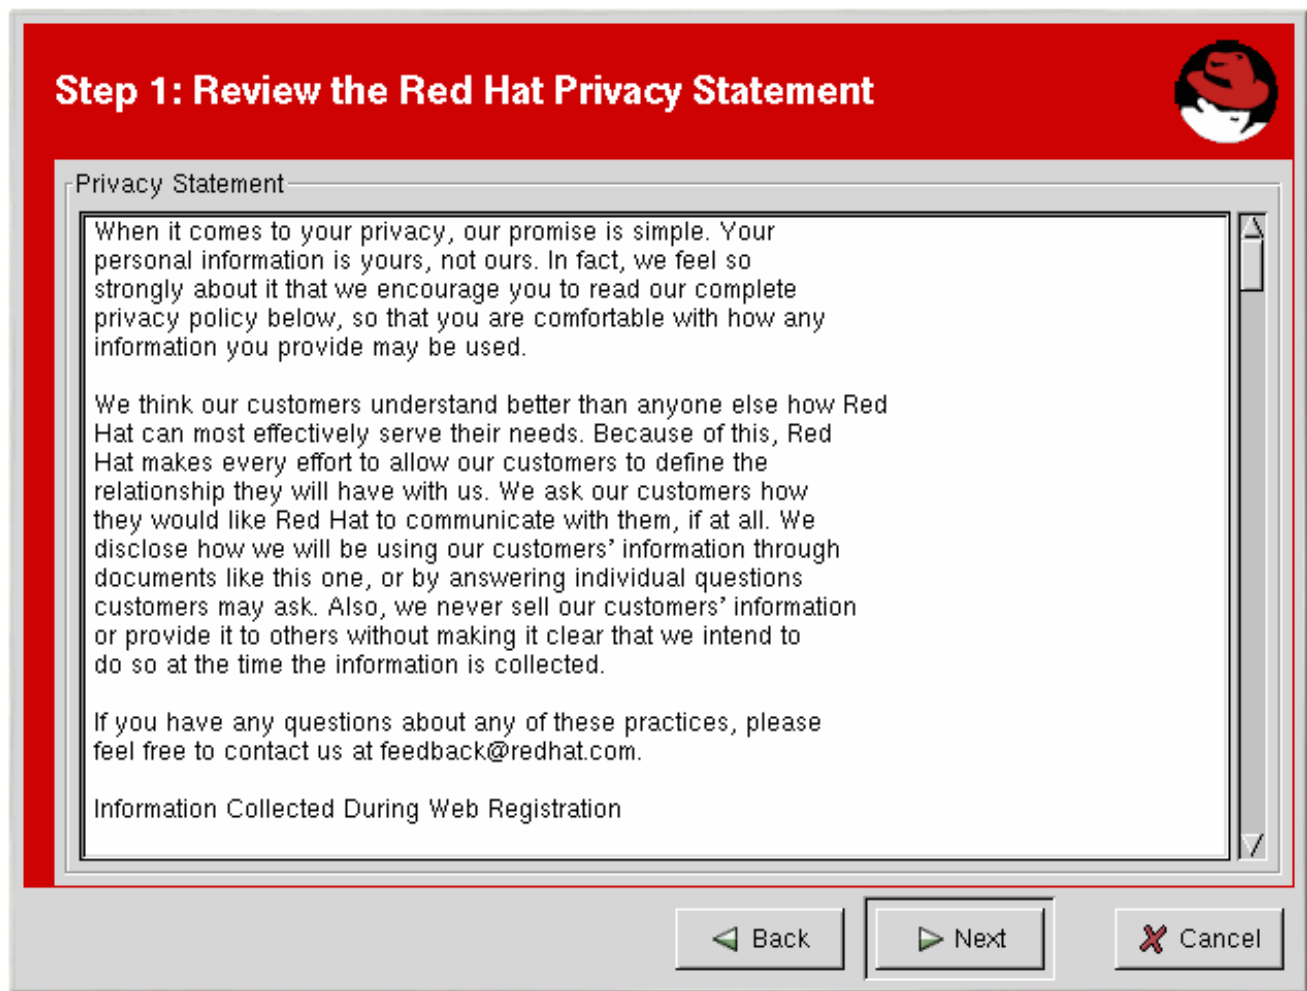 Step 1: Review the Red Hat Privacy Statement
Privacy Statement
When it comes to your privacy, our promise is simple. Your
personal information is yours, not ours. In fact, we feel so
strongly about it that we encourage you to read our complete
privacy policy below, so that you are comfortable with how any
information you provide may be used.
We think our customers understand better than anyone else how Red
Hat can most effectively serve their needs. Because of this, Red
Hat makes every effort to allow our customers to define the
relationship they will have with us. We ask our customers how
they would like Red Hat to communicate with them, if at all. We
disclose how we will be using our customers’ information through
documents like this one, or by answering individual questions
customers may ask. Also, we never sell our customers’ information
or provide it to others without making it clear that we intend to
do so at the time the information is collected.
If you have any questions about any of these practices, please
feel free to contact us at feedback@redhat.com.
Information Collected During Web Registration
Back
Next
Cancel